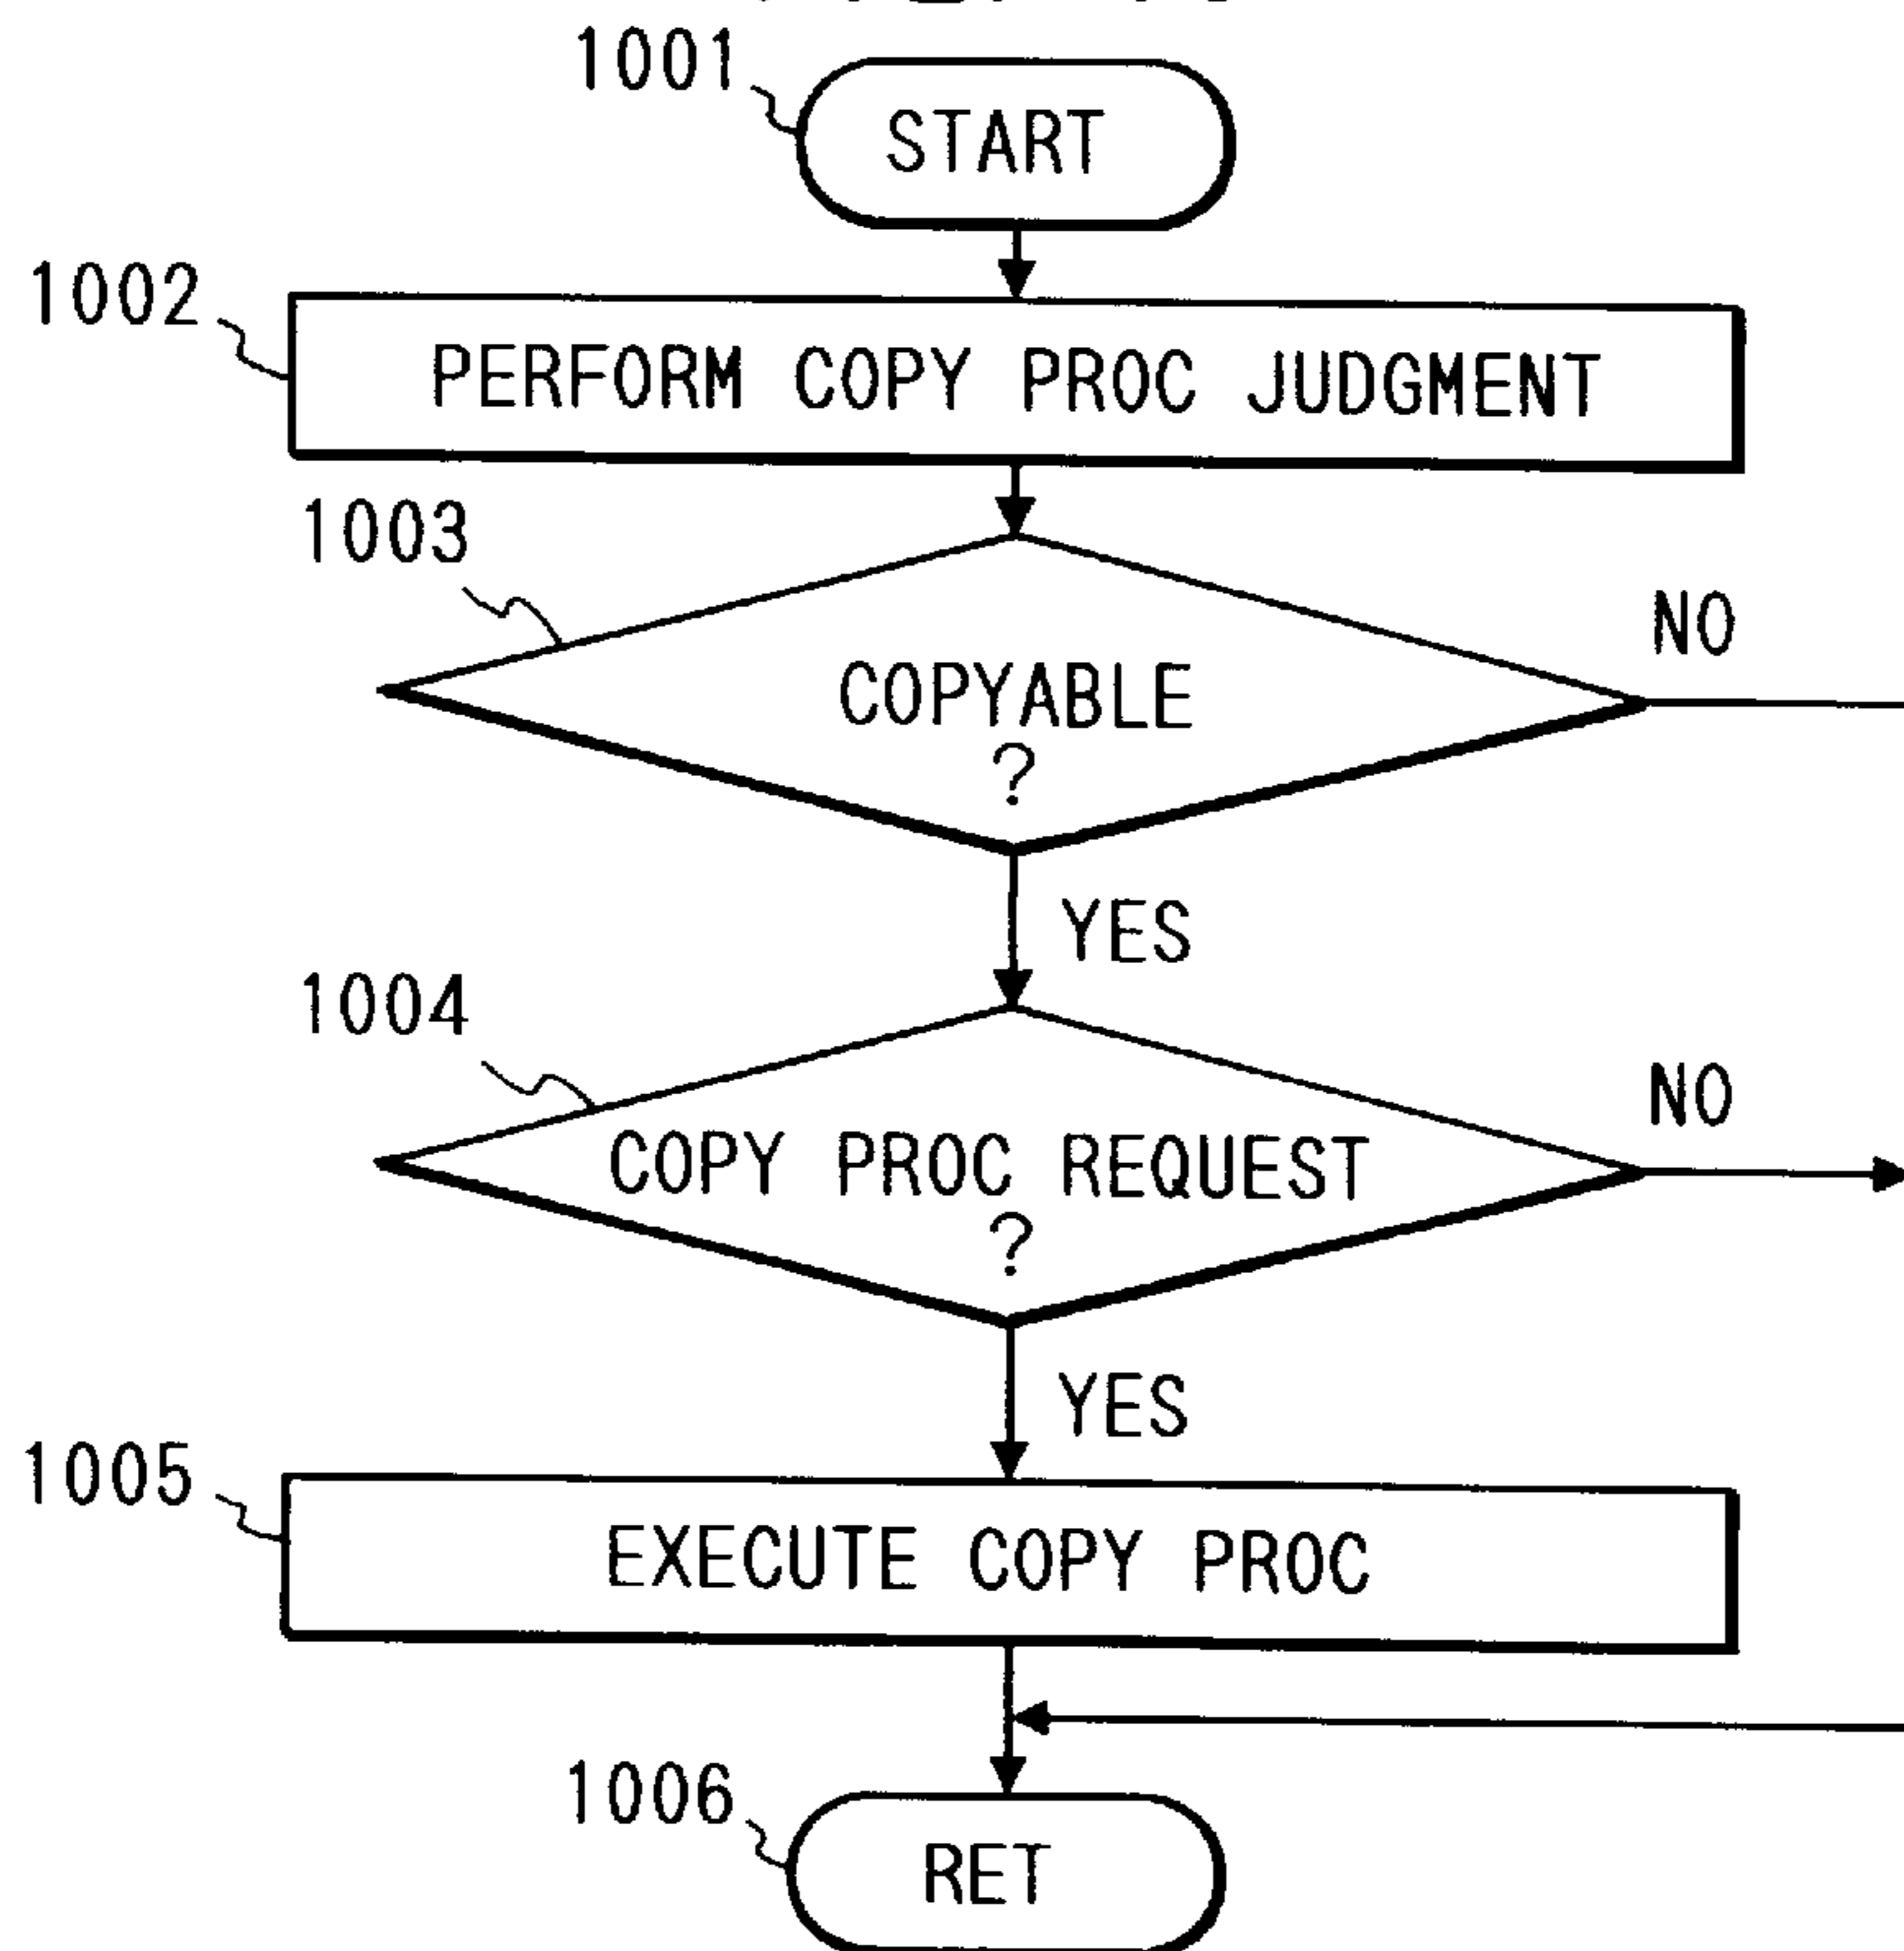 1001
START
1002
PERFORM COPY PROC JUDGMENT
1003
NO
COPYABLE
?
YES
1004
NO
COPY PROC REQUEST
?
YES
1005
EXECUTE COPY PROC
1006
RET